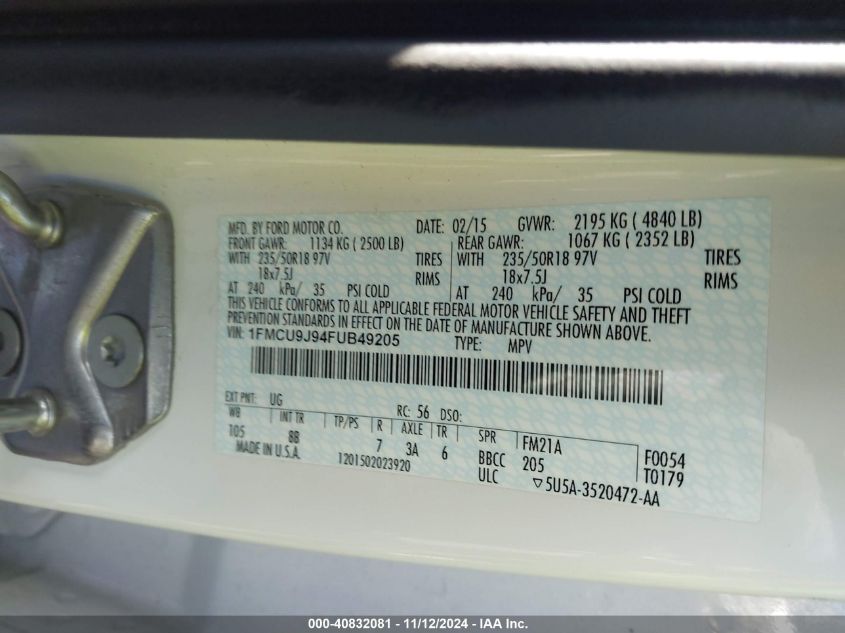 MFD. BY FORD MOTOR CO. DATE: 02/15 GVWR: 2195 KG ( 4840 LB)
FRONT GAWR: 1134 KG ( 2500 LB) REAR GAWR: 1067 KG ( 2352 LB)
WITH 235/50R18 97V TIRES WITH 235/50R18 97V TIRES
18x7.5J RIMS 18x7.5J RIMS
AT 240 kPa/ 35 PSI COLD AT 240 kPa/ 35 PSI COLD
THIS VEHICLE CONFORMS TO ALL APPLICABLE FEDERAL MOTOR VEHICLE SAFETY AND THEFT
PREVENTION STANDARDS IN EFFECT ON THE DATE OF MANUFACTURE SHOWN ABOVE.
VIN: 1FMCU9J94FUB49205 TYPE: MPV
EXT PNT: UG RC: 56 DSO:
WB INT TR TP/PS R AXLE TR SPR FM21A F0054
105 8B 7 3A 6 BBCC 205 T0179
MADE IN U.S.A. 1201502023920 ULC ▽5U5A-3520472-AA
000-40832081 - 11/12/2024 - IAA Inc.